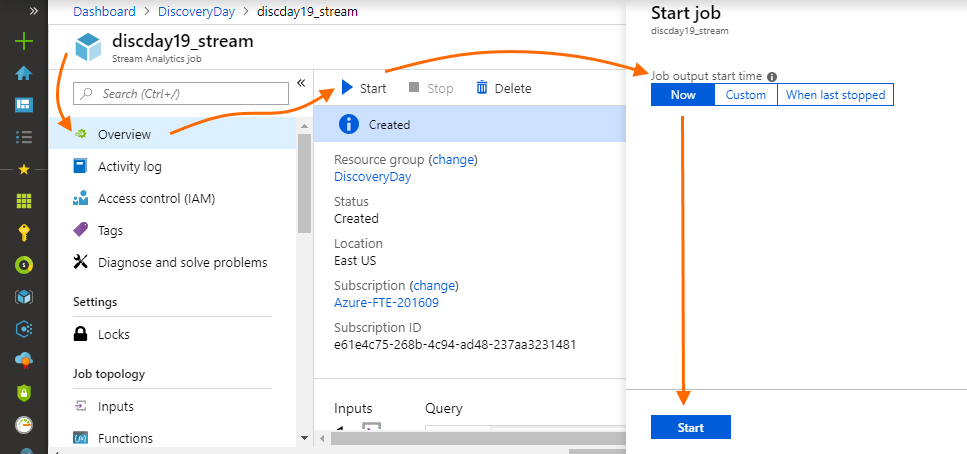 Dashboard > DiscoveryDay > discday19_stream
discday19_stream
Stream Analytics job
Search (Ctrl+/)
Overview
Activity log
Access control (IAM)
Tags
Diagnose and solve problems
Settings
Locks
Job topology
Inputs
Functions
Start
Stop
Delete
Created
Resource group (change)
DiscoveryDay
Status
Created
Location
East US
Subscription (change)
Azure-FTE-201609
Subscription ID
e61e4c75-268b-4c94-ad48-237aa3231481
Inputs
Query
Start job
discday19_stream
Job output start time
Now
Custom
When last stopped
Start